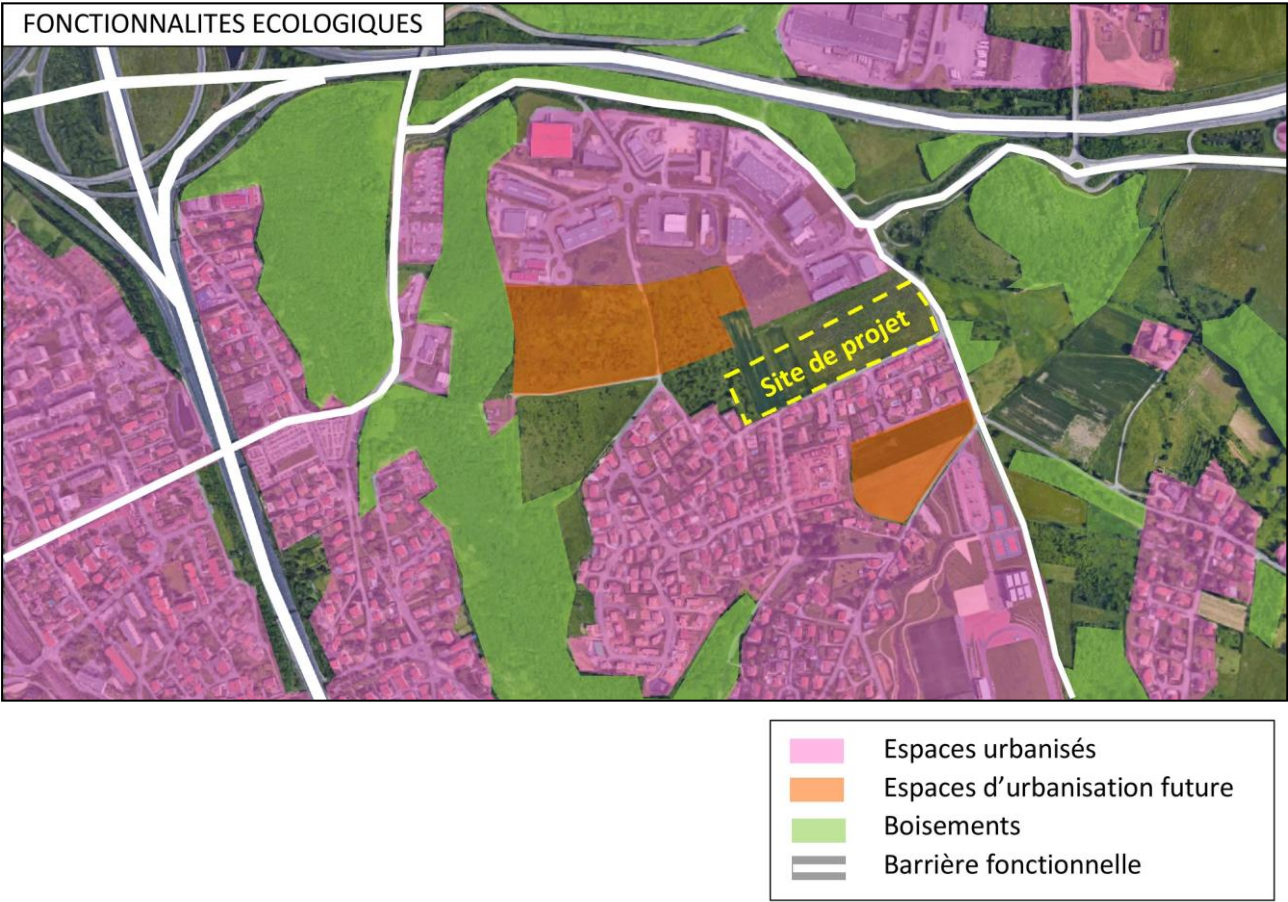 FONCTIONNALITES ECOLOGIQUES
Site de projet
Espaces urbanisés
Espaces d’urbanisation future
Boisements
Barrière fonctionnelle